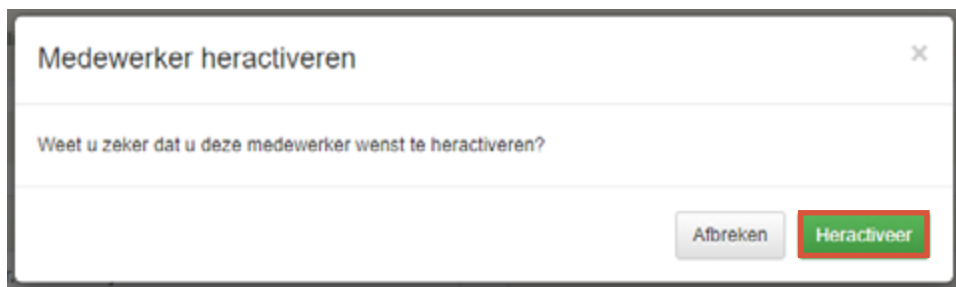 Medewerker heractiveren
×
Weet u zeker dat u deze medewerker wenst te heractiveren?
Afbreken
Heractiveer